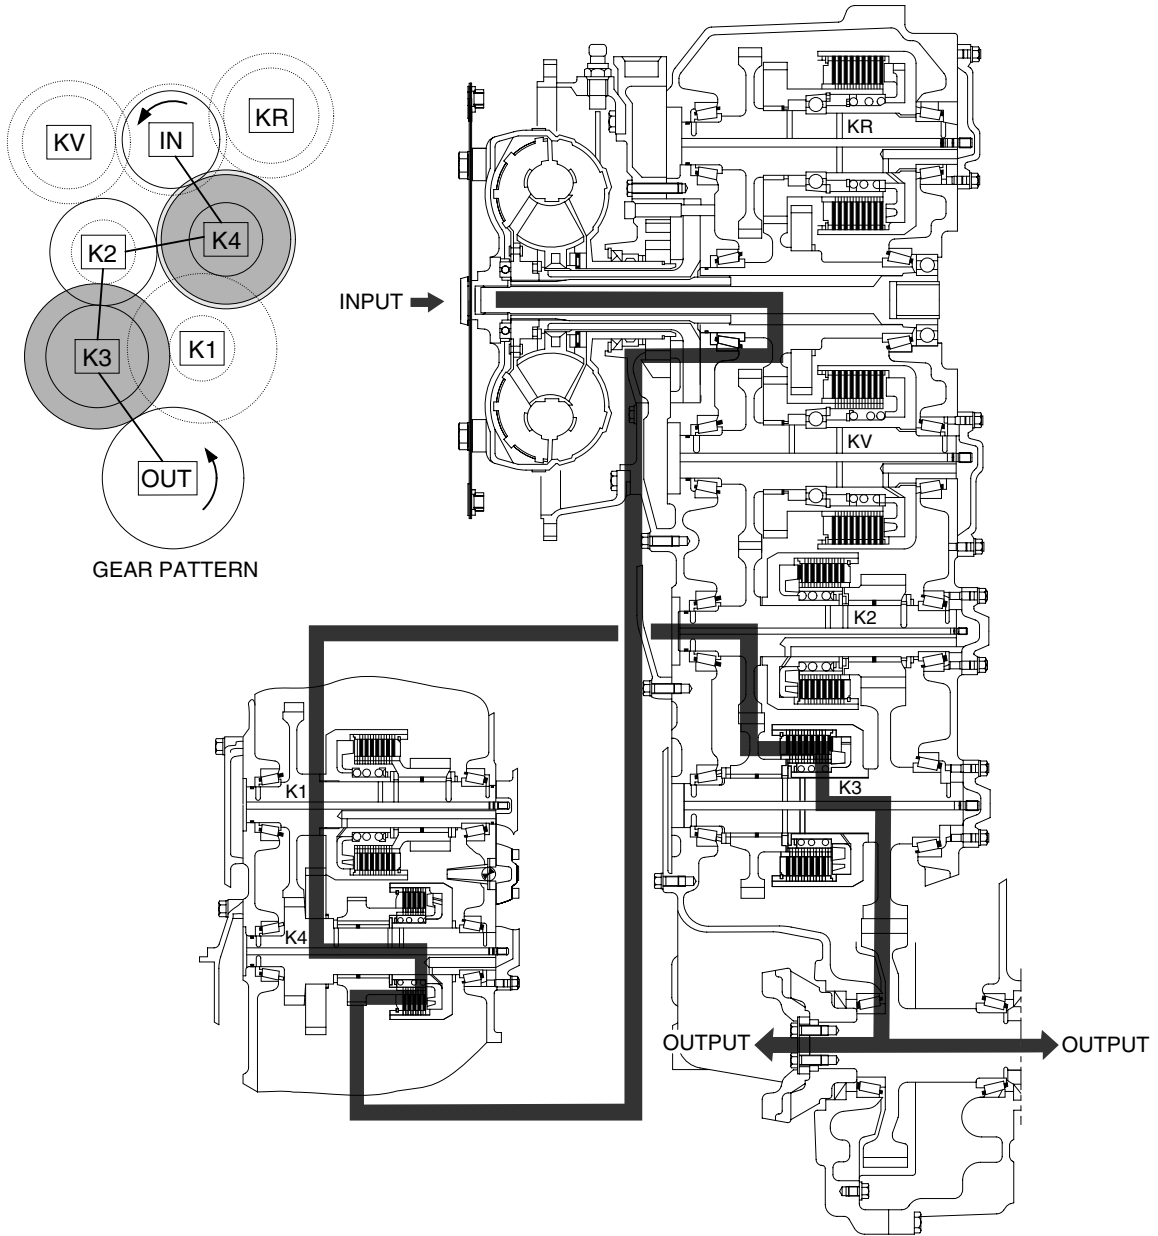 KV
IN
KR
K2
K4
K3
K1
OUT
GEAR PATTERN
INPUT
KR
KV
K2
K3
K1
K4
OUTPUT
OUTPUT